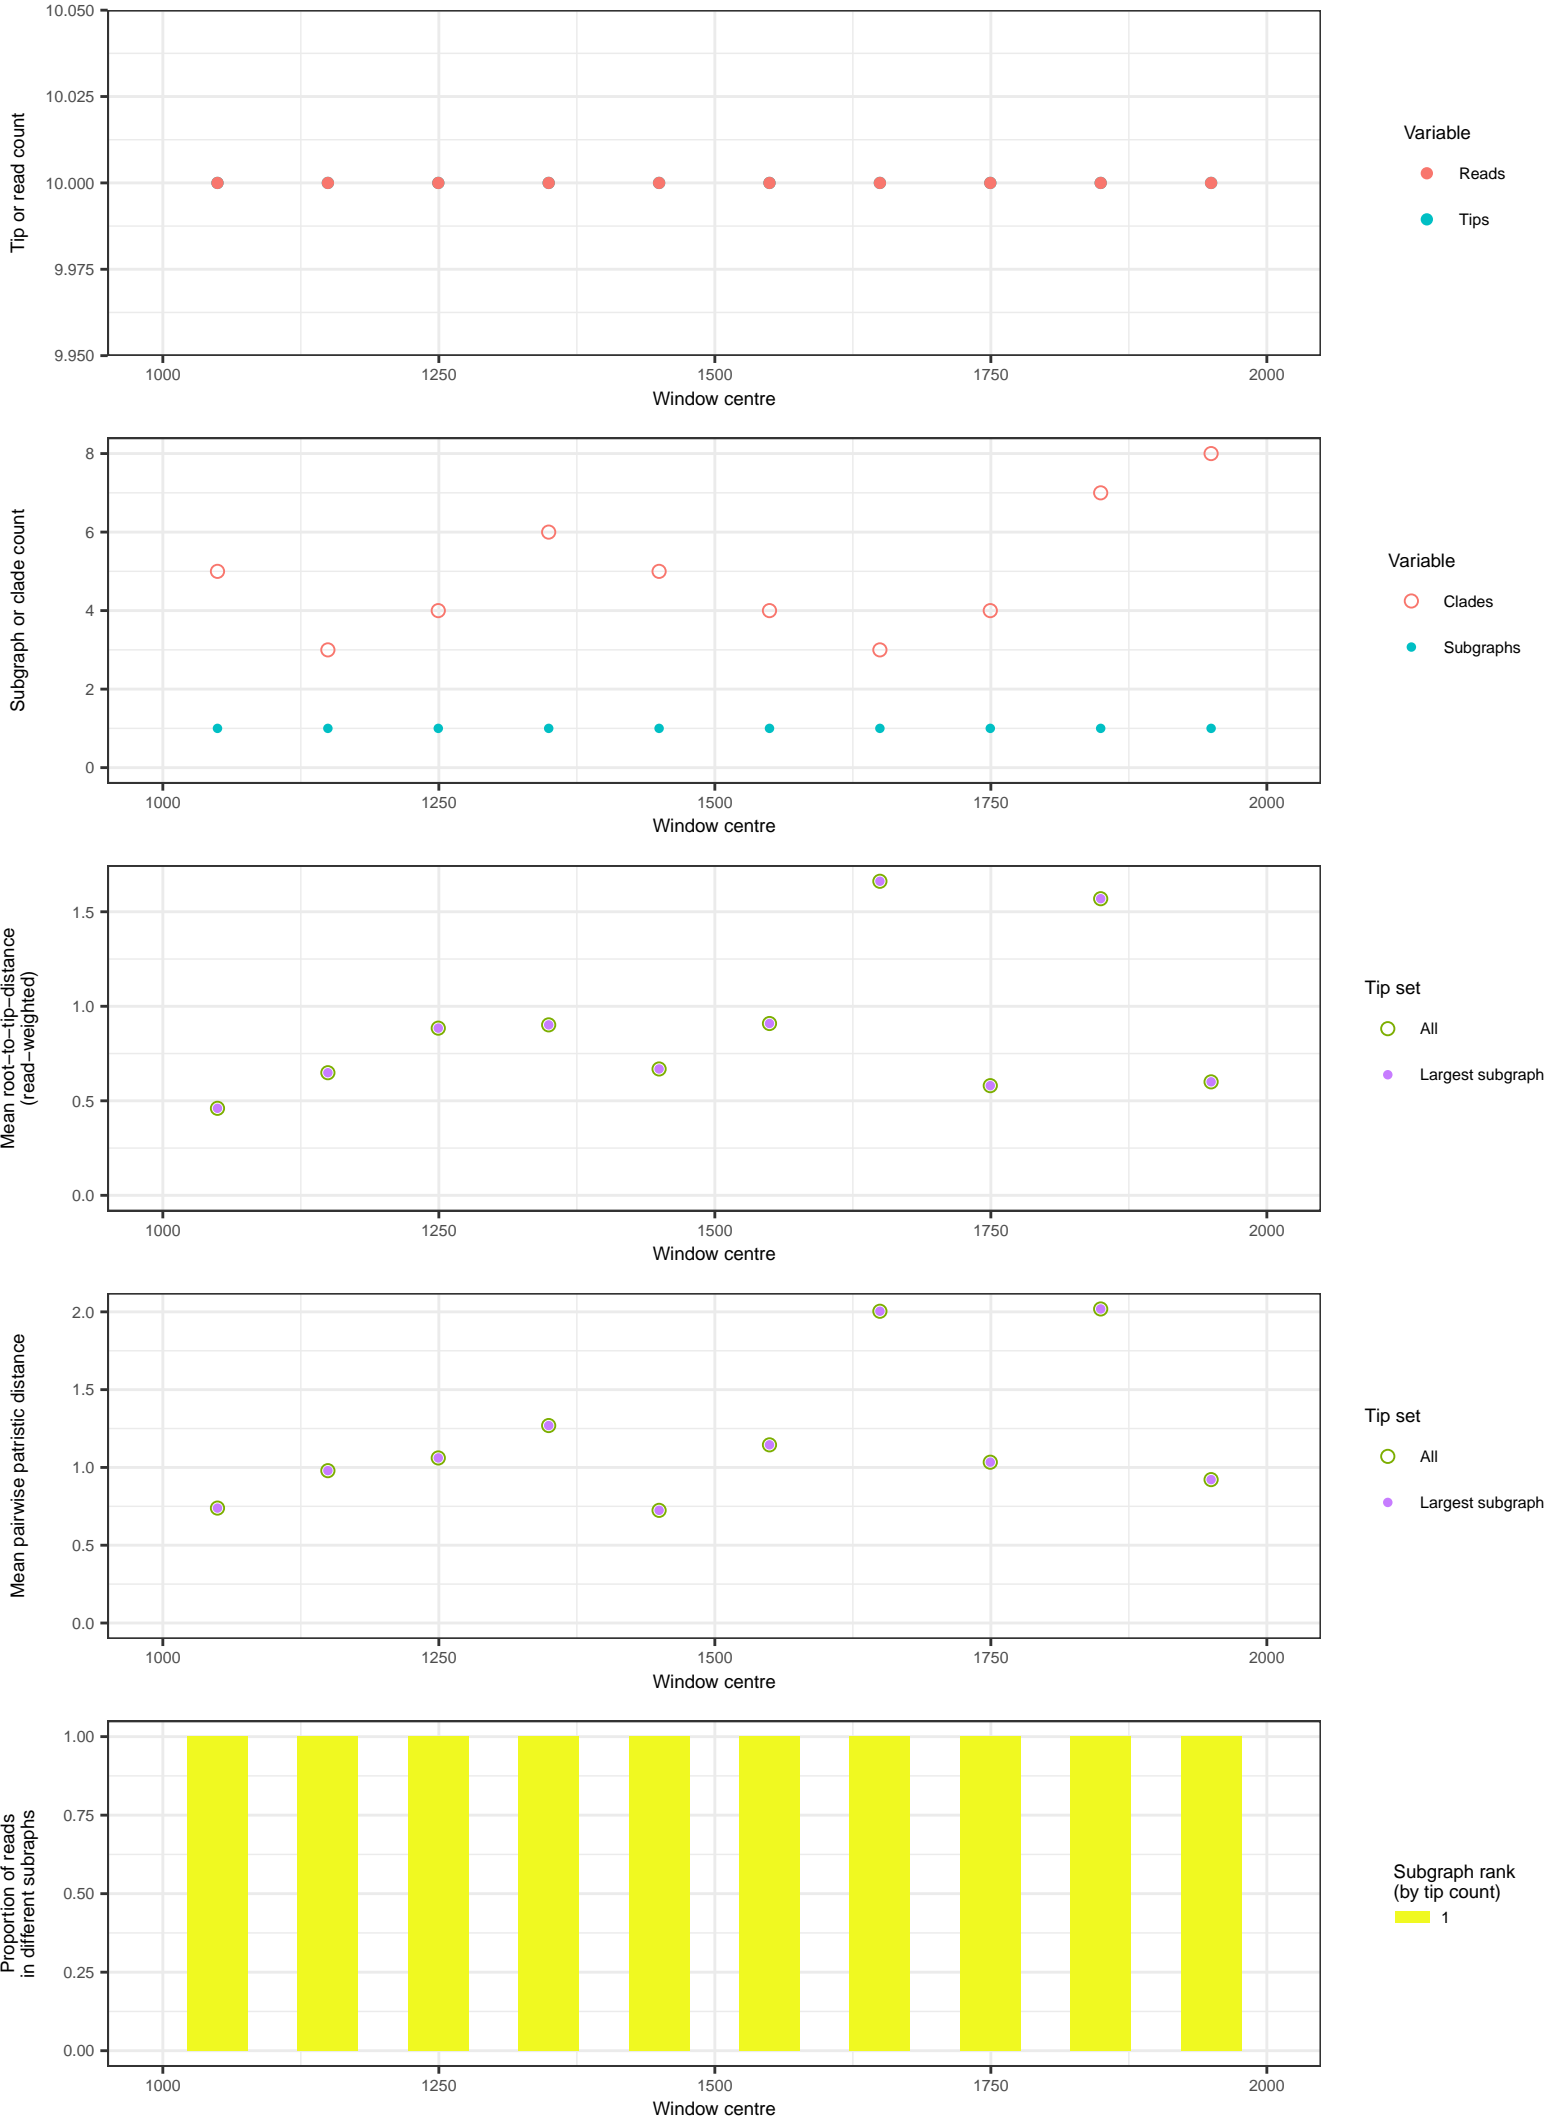 Tip or read count
10.050
10.025
10.000
9.975
9.950
1000 1250 1500 1750 2000
Window centre
Variable
Reads
Tips
Subgraph or clade count
8
6
4
2
0
1000 1250 1500 1750 2000
Window centre
Variable
Clades
Subgraphs
Mean root−to−tip−distance
(read−weighted)
1.5
1.0
0.5
0.0
1000 1250 1500 1750 2000
Window centre
Tip set
All
Largest subgraph
Mean pairwise patristic distance
2.0
1.5
1.0
0.5
0.0
1000 1250 1500 1750 2000
Window centre
Tip set
All
Largest subgraph
Proportion of reads
in different subraphs
1.00
0.75
0.50
0.25
0.00
1000 1250 1500 1750 2000
Window centre
Subgraph rank
(by tip count)
1